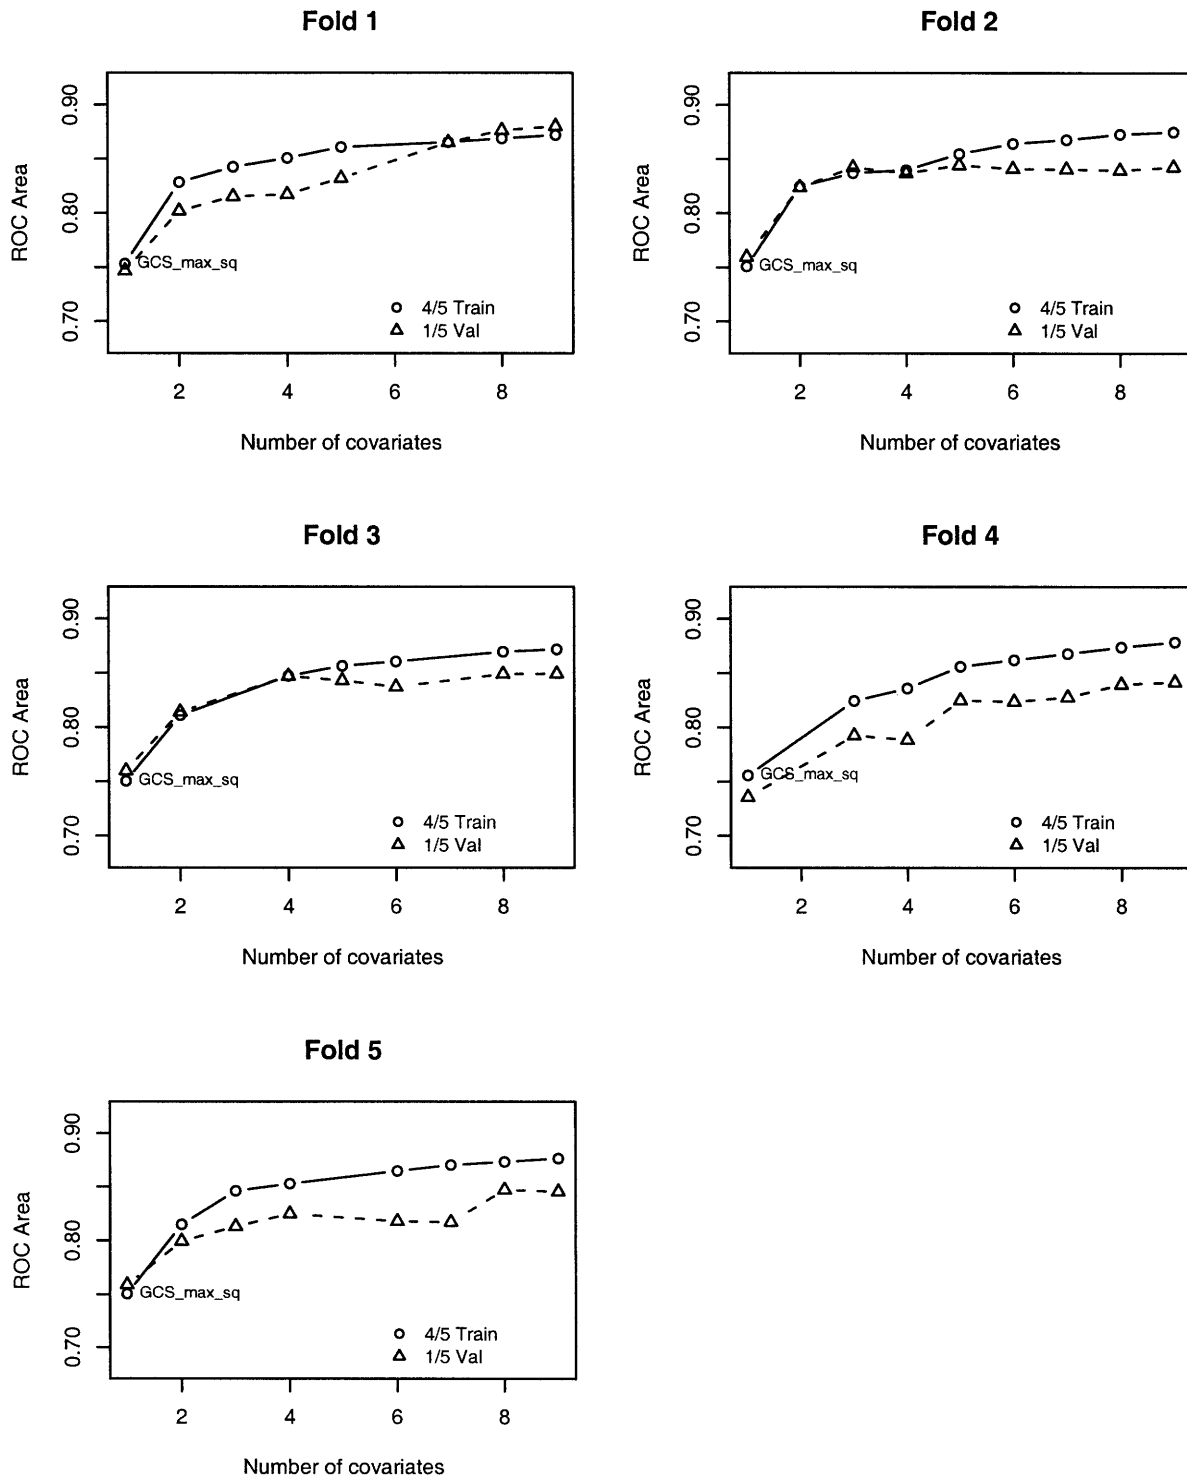 Fold 1
ROC Area
0.90
0.80
0.70
GCS_max_sq
4/5 Train
1/5 Val
2 4 6 8
Number of covariates
Fold 2
ROC Area
0.90
0.80
0.70
GCS_max_sq
4/5 Train
1/5 Val
2 4 6 8
Number of covariates
Fold 3
ROC Area
0.90
0.80
0.70
GCS_max_sq
4/5 Train
1/5 Val
2 4 6 8
Number of covariates
Fold 4
ROC Area
0.90
0.80
0.70
GCS_max_sq
4/5 Train
1/5 Val
2 4 6 8
Number of covariates
Fold 5
ROC Area
0.90
0.80
0.70
GCS_max_sq
4/5 Train
1/5 Val
2 4 6 8
Number of covariates